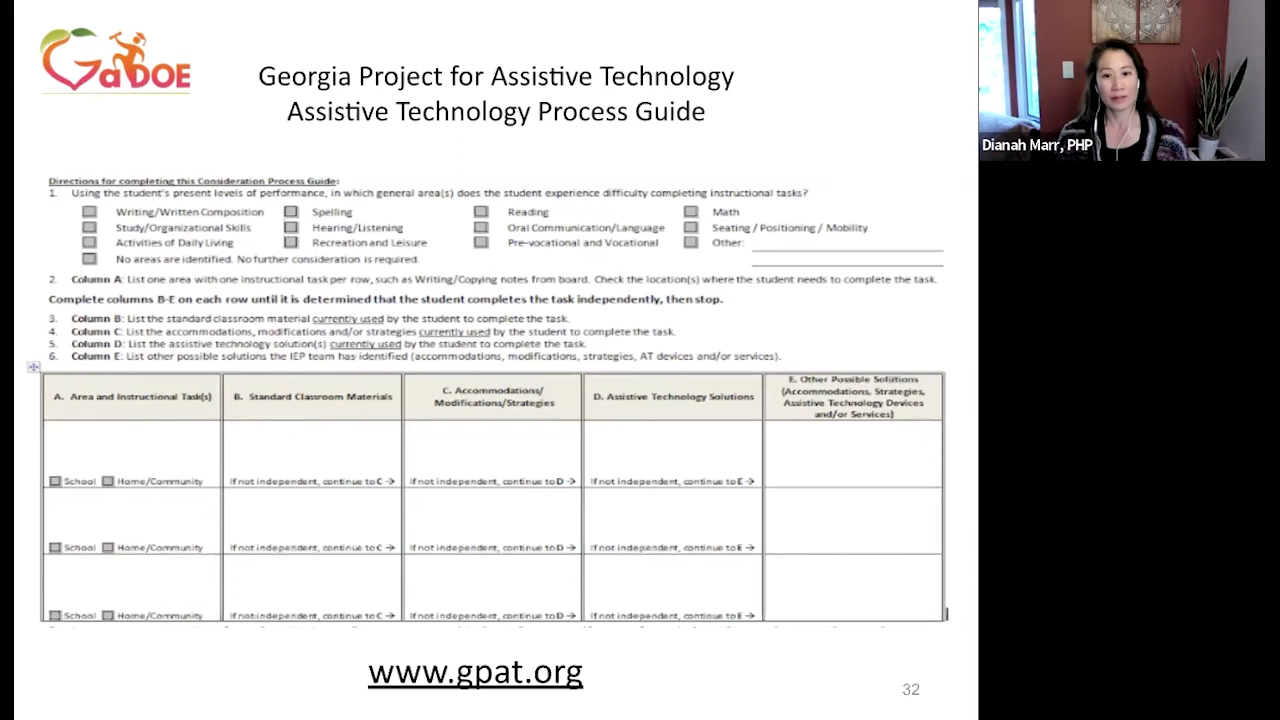 GaDOE
Georgia Project for Assistive Technology
Assistive Technology Process Guide
Dianah Marr, PHP
Directions for completing this Consideration Process Guide:
1. Using the student's present levels of performance, in which general area(s) does the student experience difficulty completing instructional tasks?
Writing/Written Composition Spelling Reading Math
Study/Organizational Skills Hearing/Listening Oral Communication/Language Seating / Positioning / Mobility
Activities of Daily Living Recreation and Leisure Pre-vocational and Vocational Other:
No areas are identified. No further consideration is required.
2. Column A: List one area with one instructional task per row, such as Writing/Copying notes from board. Check the location(s) where the student needs to complete the task.
Complete columns B-E on each row until it is determined that the student completes the task independently, then stop.
3. Column B: List the standard classroom material currently used by the student to complete the task.
4. Column C: List the accommodations, modifications and/or strategies currently used by the student to complete the task.
5. Column D: List the assistive technology solution(s) currently used by the student to complete the task.
6. Column E: List other possible solutions the IEP team has identified (accommodations, modifications, strategies, AT devices and/or services).
A. Area and Instructional Task(s)
B. Standard Classroom Materials
C. Accommodations/
Modifications/Strategies
D. Assistive Technology Solutions
E. Other Possible Solutions
(Accommodations, Strategies,
Assistive Technology Devices
and/or Services)
School Home/Community If not independent, continue to C → If not independent, continue to D → If not independent, continue to E →
School Home/Community If not independent, continue to C → If not independent, continue to D → If not independent, continue to E →
School Home/Community If not independent, continue to C → If not independent, continue to D → If not independent, continue to E →
www.gpat.org
32